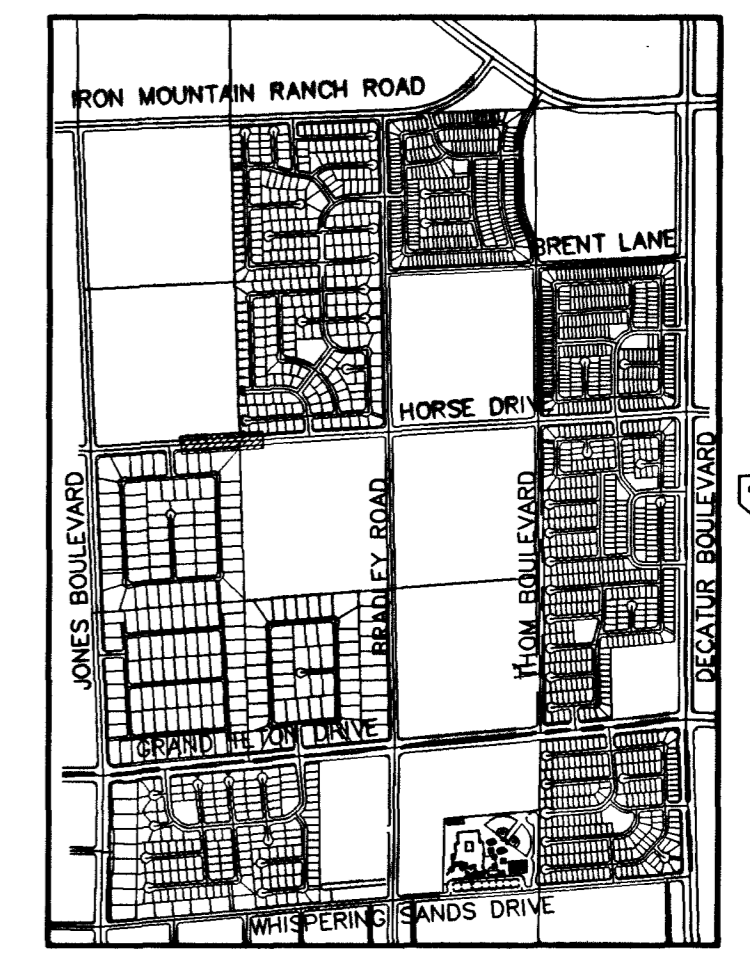 IRON MOUNTAIN RANCH ROAD
BRENT LANE
HORSE DRIVE
JONES BOULEVARD
BRADLEY ROAD
THOM BOULEVARD
DECATUR BOULEVARD
GRAND TETON DRIVE
WHISPERING SANDS DRIVE